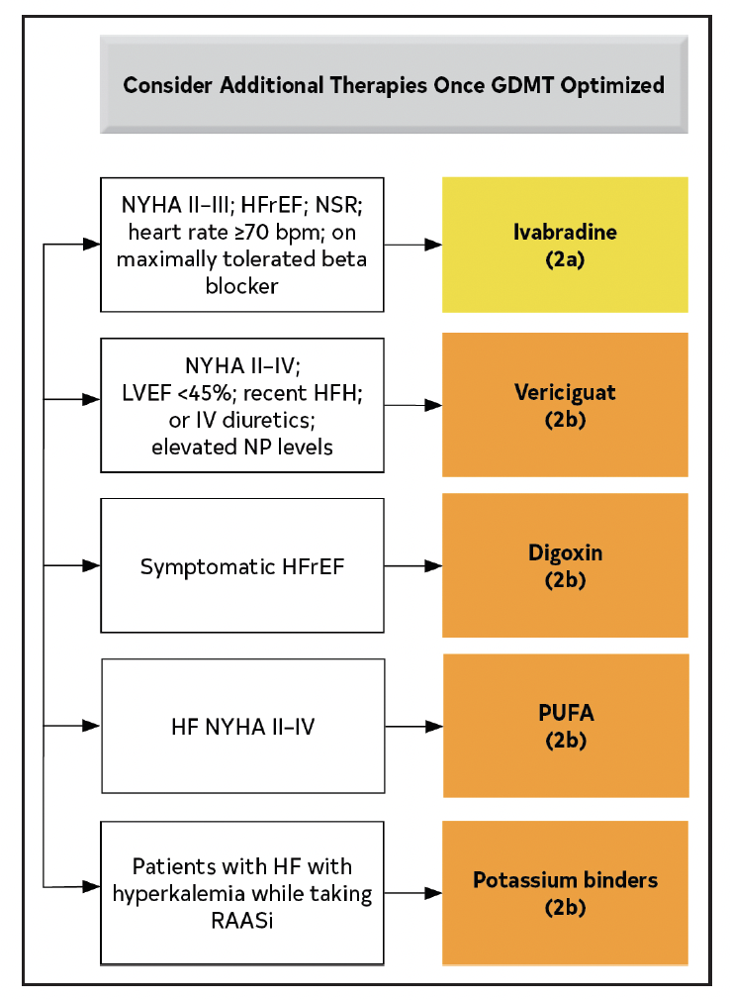 Consider Additional Therapies Once GDMT Optimized
NYHA II–III; HFrEF; NSR;
heart rate ≥70 bpm; on
maximally tolerated beta
blocker
Ivabradine
(2a)
NYHA II–IV;
LVEF <45%; recent HFH;
or IV diuretics;
elevated NP levels
Vericiguat
(2b)
Symptomatic HFrEF
Digoxin
(2b)
HF NYHA II–IV
PUFA
(2b)
Patients with HF with
hyperkalemia while taking
RAASi
Potassium binders
(2b)